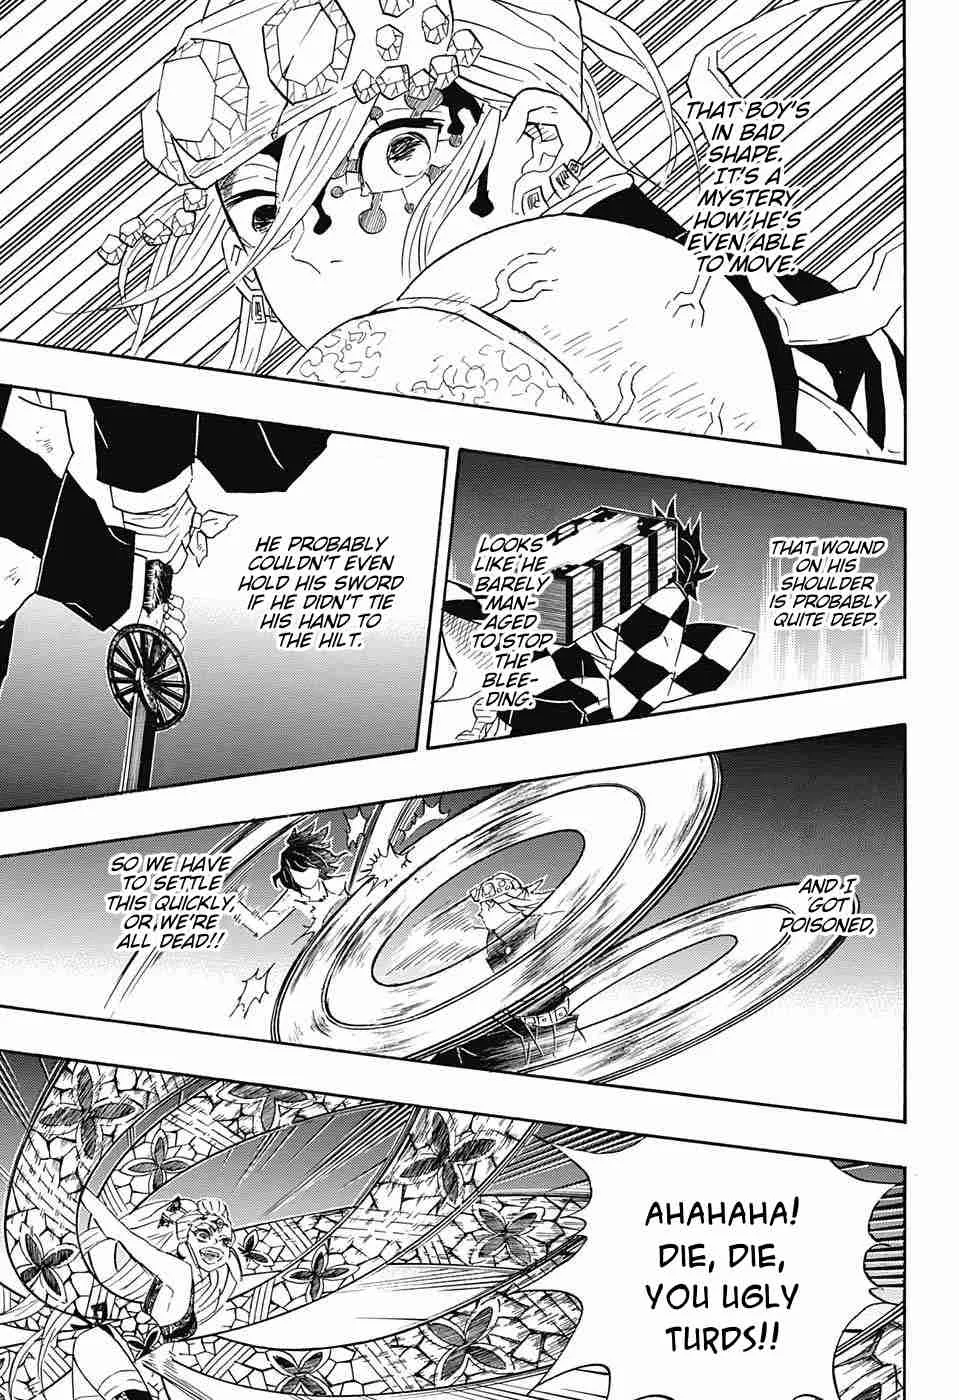 THAT BOY'S
IN BAD
SHAPE.
IT'S A
MYSTERY
HOW HE'S
EVEN ABLE
TO MOVE.
THAT WOUND
ON HIS
SHOULDER
IS PROBABLY
QUITE DEEP.
LOOKS
LIKE HE
BARELY
MAN-
AGED
TO STOP
THE
BLEE-
DING.
HE PROBABLY
COULDN'T EVEN
HOLD HIS SWORD
IF HE DIDN'T TIE
HIS HAND TO
THE HILT.
AND I
GOT
POISONED,
SO WE HAVE
TO SETTLE
THIS QUICKLY,
OR WE'RE
ALL DEAD!!
AHAHAHA!
DIE, DIE,
YOU UGLY
TURDS!!